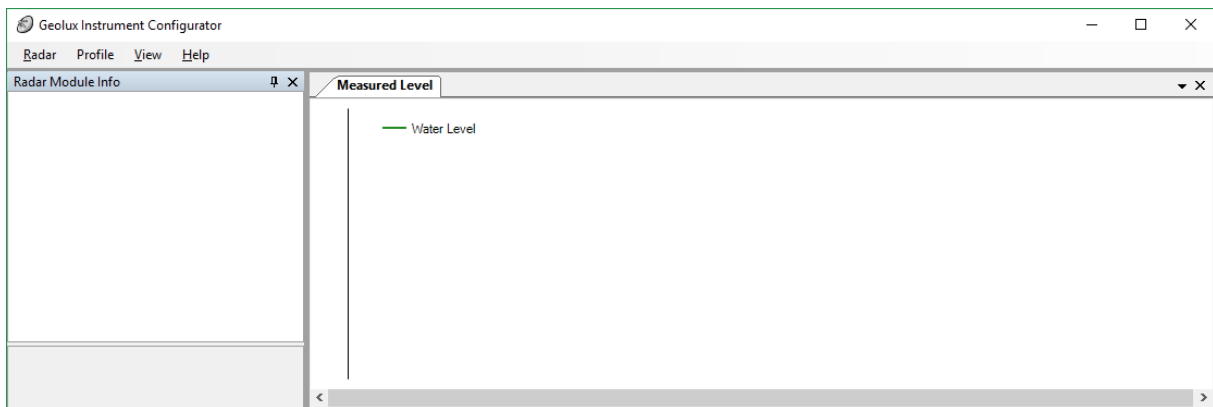 Geolux Instrument Configurator
Radar Profile View Help
Radar Module Info
Measured Level
Water Level